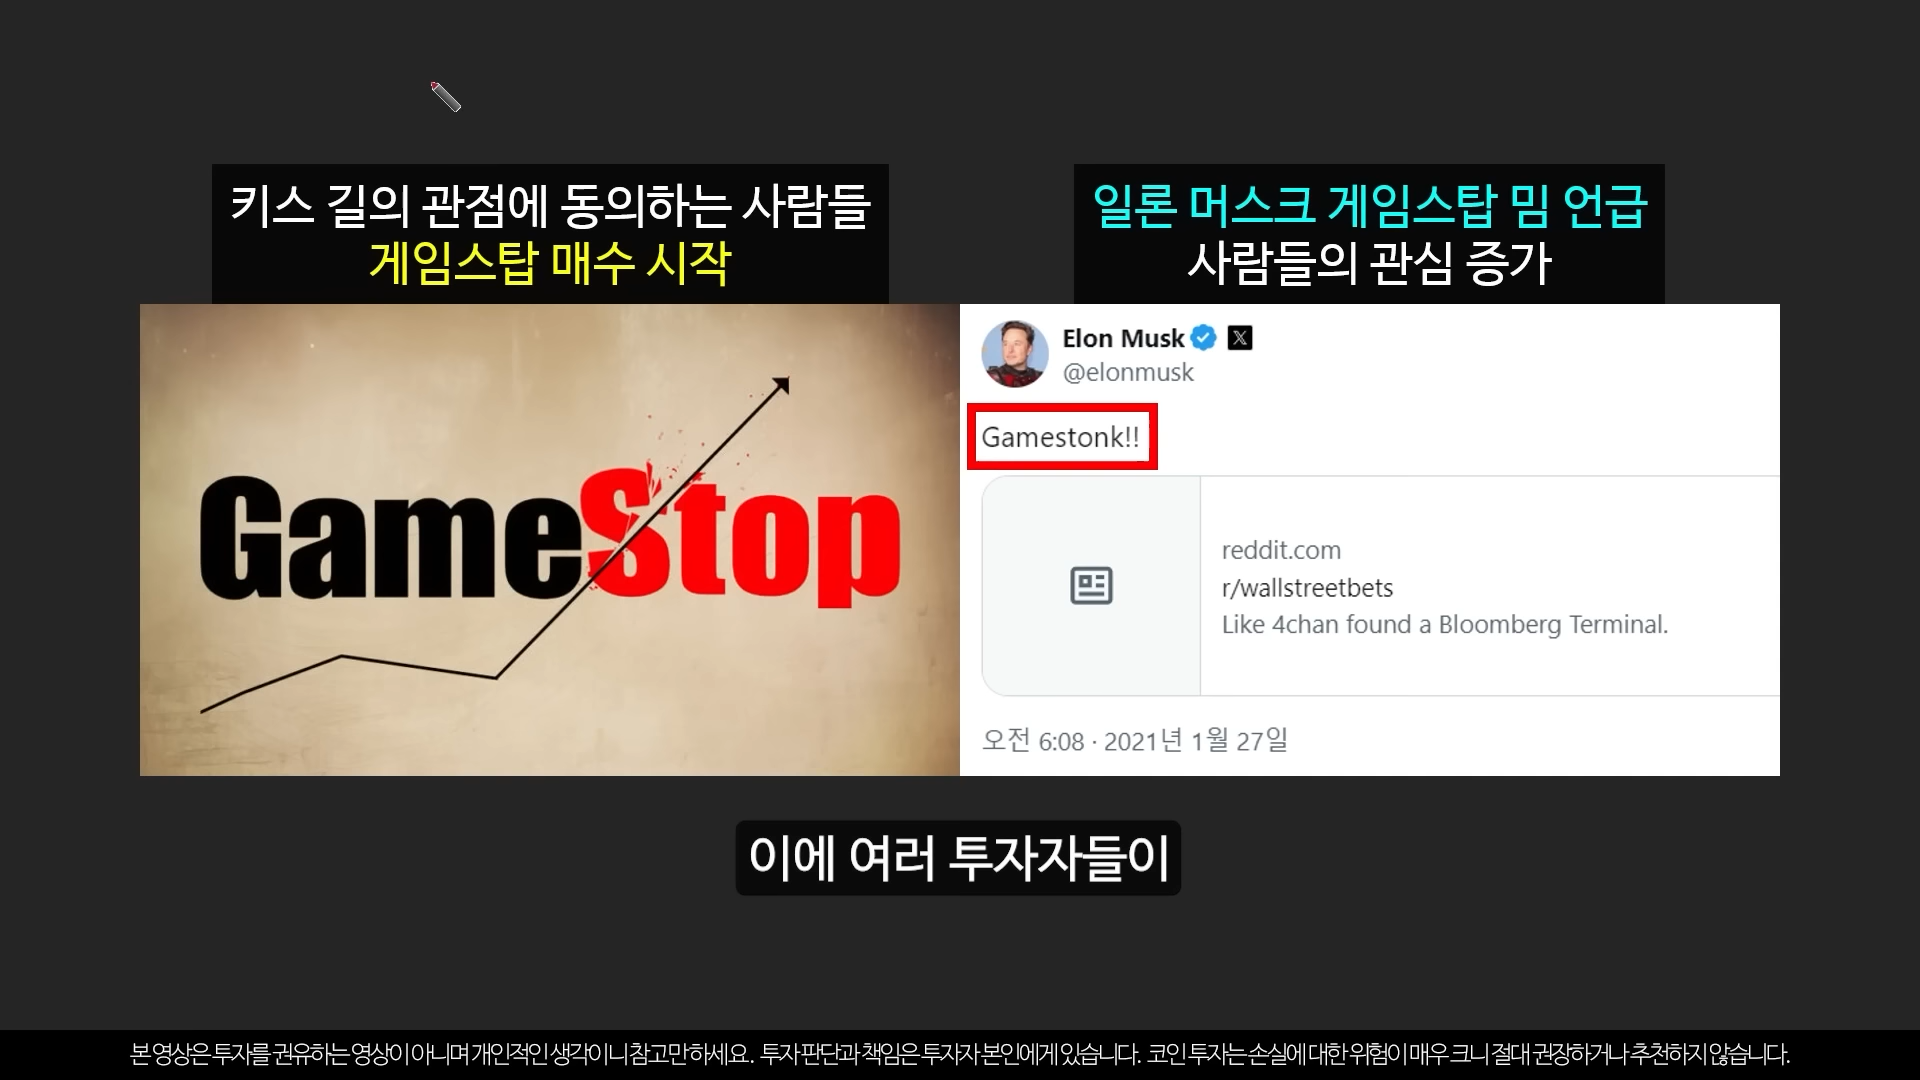 키스 길의 관점에 동의하는 사람들
게임스탑 매수 시작
일론 머스크 게임스탑 밈 언급
사람들의 관심 증가
GameStop
Elon Musk
@elonmusk
Gamestonk!!
reddit.com
r/wallstreetbets
Like 4chan found a Bloomberg Terminal.
오전 6:08 · 2021년 1월 27일
이에 여러 투자자들이
본 영상은 투자를 권유하는 영상이 아니며 개인적인 생각이니 참고만 하세요. 투자 판단과 책임은 투자자 본인에게 있습니다. 코인 투자는 손실에 대한 위험이 매우 크니 절대 권장하거나 추천하지 않습니다.